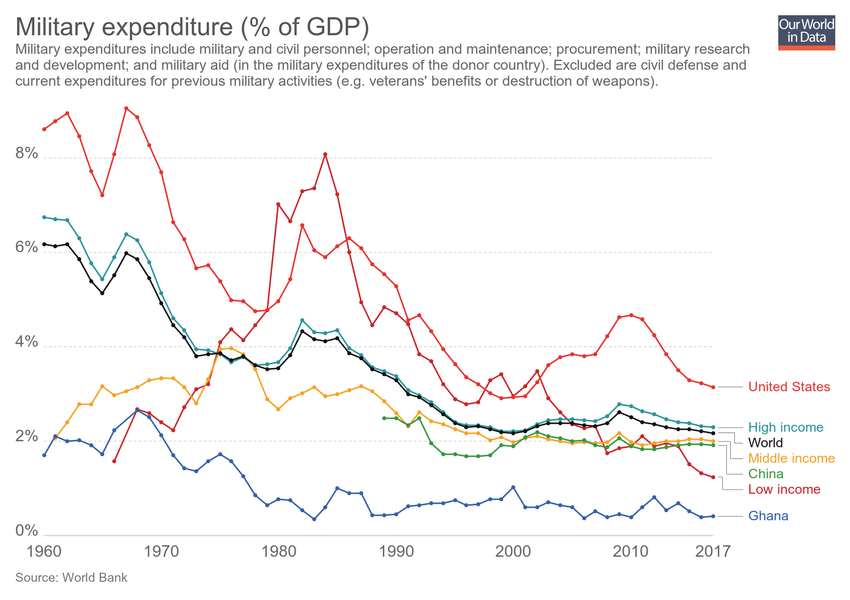 Military expenditure (% of GDP)
Our World
in Data
Military expenditures include military and civil personnel; operation and maintenance; procurement; military research
and development; and military aid (in the military expenditures of the donor country). Excluded are civil defense and
current expenditures for previous military activities (e.g. veterans' benefits or destruction of weapons).
8%
6%
4%
2%
0%
United States
High income
World
Middle income
China
Low income
Ghana
1960 1970 1980 1990 2000 2010 2017
Source: World Bank